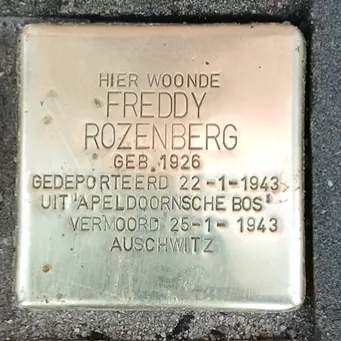 HIER WOONDE
FREDDY
ROZENBERG
GEB. 1926
GEDEPORTEERD 22-1-1943
UIT 'APELDOORNSCHE BOS'
VERMOORD 25-1-1943
AUSCHWITZ